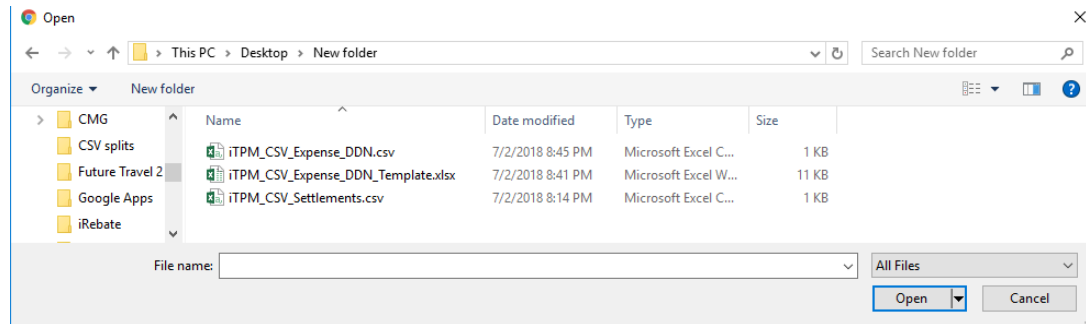 Open
> This PC > Desktop > New folder
Search New folder
Organize
New folder
CMG
CSV splits
Future Travel 2
Google Apps
iRebate
Name Date modified Type Size
iTPM_CSV_Expense_DDN.csv 7/2/2018 8:45 PM Microsoft Excel C... 1 KB
iTPM_CSV_Expense_DDN_Template.xlsx 7/2/2018 8:41 PM Microsoft Excel W... 11 KB
iTPM_CSV_Settlements.csv 7/2/2018 8:14 PM Microsoft Excel C... 1 KB
File name:
All Files
Open
Cancel